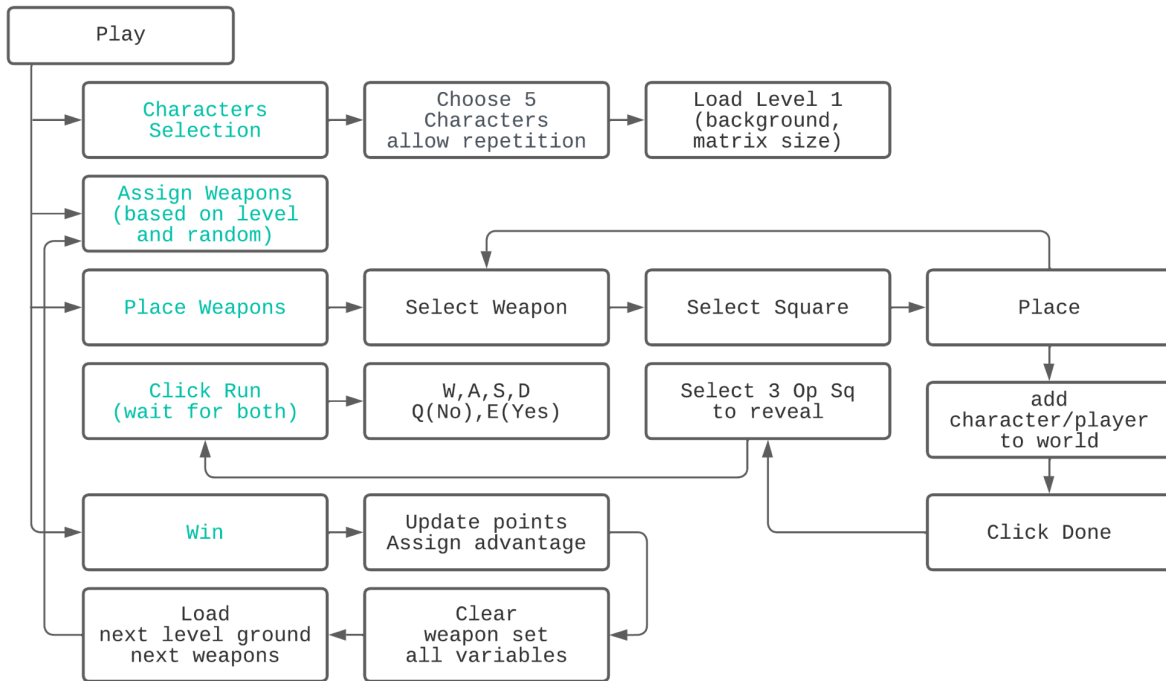 Play
Characters
Selection
Choose 5
Characters
allow repetition
Load Level 1
(background,
matrix size)
Assign Weapons
(based on level
and random)
Place Weapons
Select Weapon
Select Square
Place
Click Run
(wait for both)
W,A,S,D
Q(No),E(Yes)
Select 3 Op Sq
to reveal
add
character/player
to world
Win
Update points
Assign advantage
Click Done
Load
next level ground
next weapons
Clear
weapon set
all variables